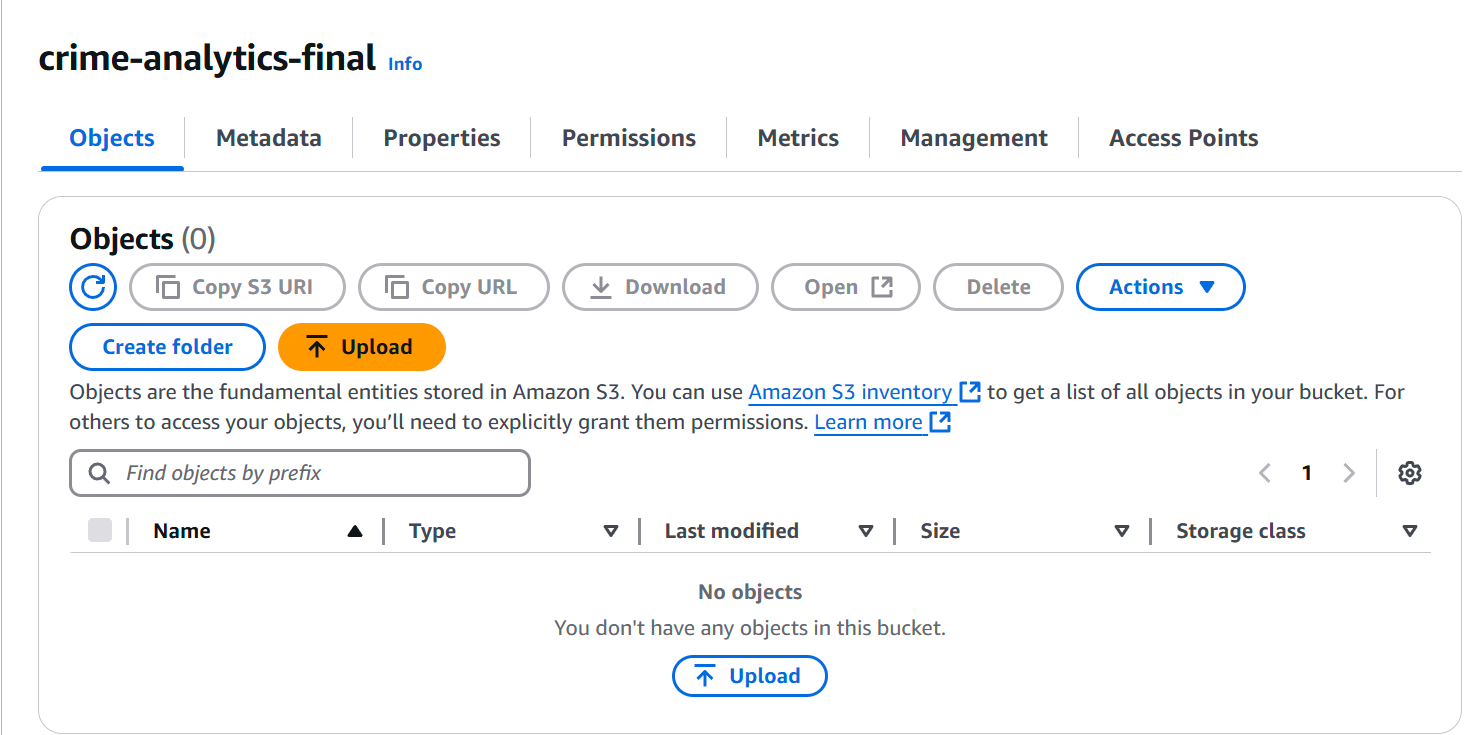 crime-analytics-final Info
Objects Metadata Properties Permissions Metrics Management Access Points
Objects (0)
Copy S3 URI Copy URL Download Open Delete Actions
Create folder Upload
Objects are the fundamental entities stored in Amazon S3. You can use Amazon S3 inventory to get a list of all objects in your bucket. For
others to access your objects, you’ll need to explicitly grant them permissions. Learn more
Find objects by prefix 1
Name Type Last modified Size Storage class
No objects
You don't have any objects in this bucket.
Upload